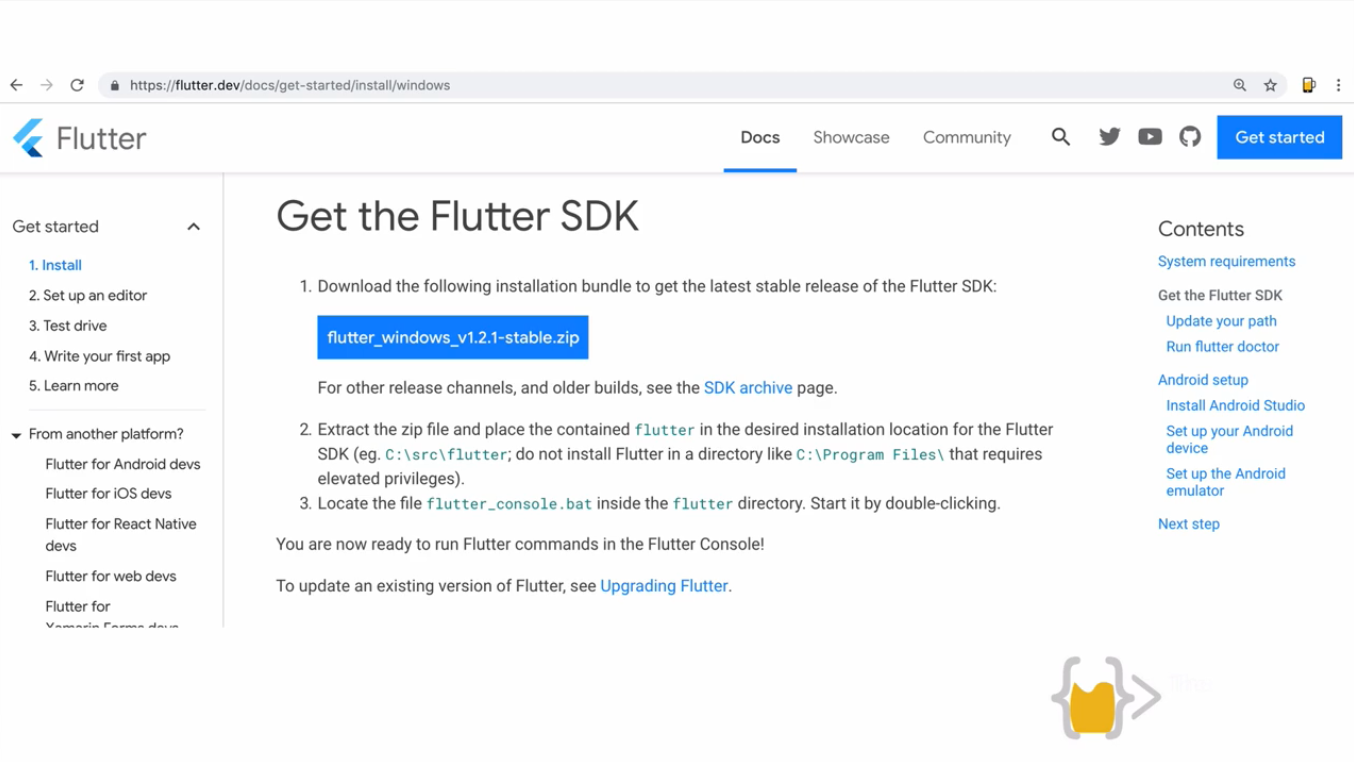 https://flutter.dev/docs/get-started/install/windows
Flutter
Docs
Showcase
Community
Get started
Get started
1. Install
2. Set up an editor
3. Test drive
4. Write your first app
5. Learn more
From another platform?
Flutter for Android devs
Flutter for iOS devs
Flutter for React Native
devs
Flutter for web devs
Flutter for
Xamarin.Forms devs
Get the Flutter SDK
1. Download the following installation bundle to get the latest stable release of the Flutter SDK:
flutter_windows_v1.2.1-stable.zip
For other release channels, and older builds, see the SDK archive page.
2. Extract the zip file and place the contained flutter in the desired installation location for the Flutter
SDK (eg. C:\src\flutter; do not install Flutter in a directory like C:\Program Files\ that requires
elevated privileges).
3. Locate the file flutter_console.bat inside the flutter directory. Start it by double-clicking.
You are now ready to run Flutter commands in the Flutter Console!
To update an existing version of Flutter, see Upgrading Flutter.
Contents
System requirements
Get the Flutter SDK
Update your path
Run flutter doctor
Android setup
Install Android Studio
Set up your Android
device
Set up the Android
emulator
Next step